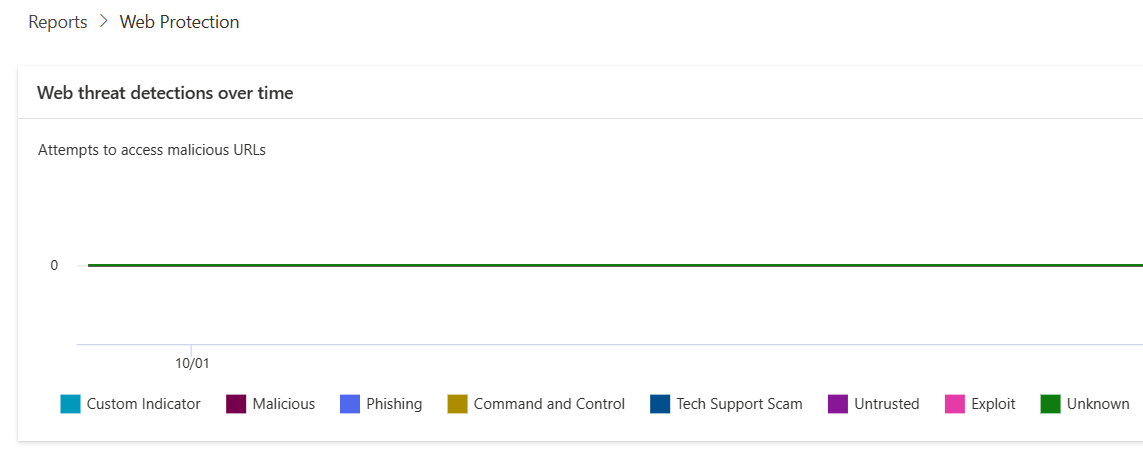 Reports > Web Protection
Web threat detections over time
Attempts to access malicious URLs
0
10/01
Custom Indicator Malicious Phishing Command and Control Tech Support Scam Untrusted Exploit Unknown